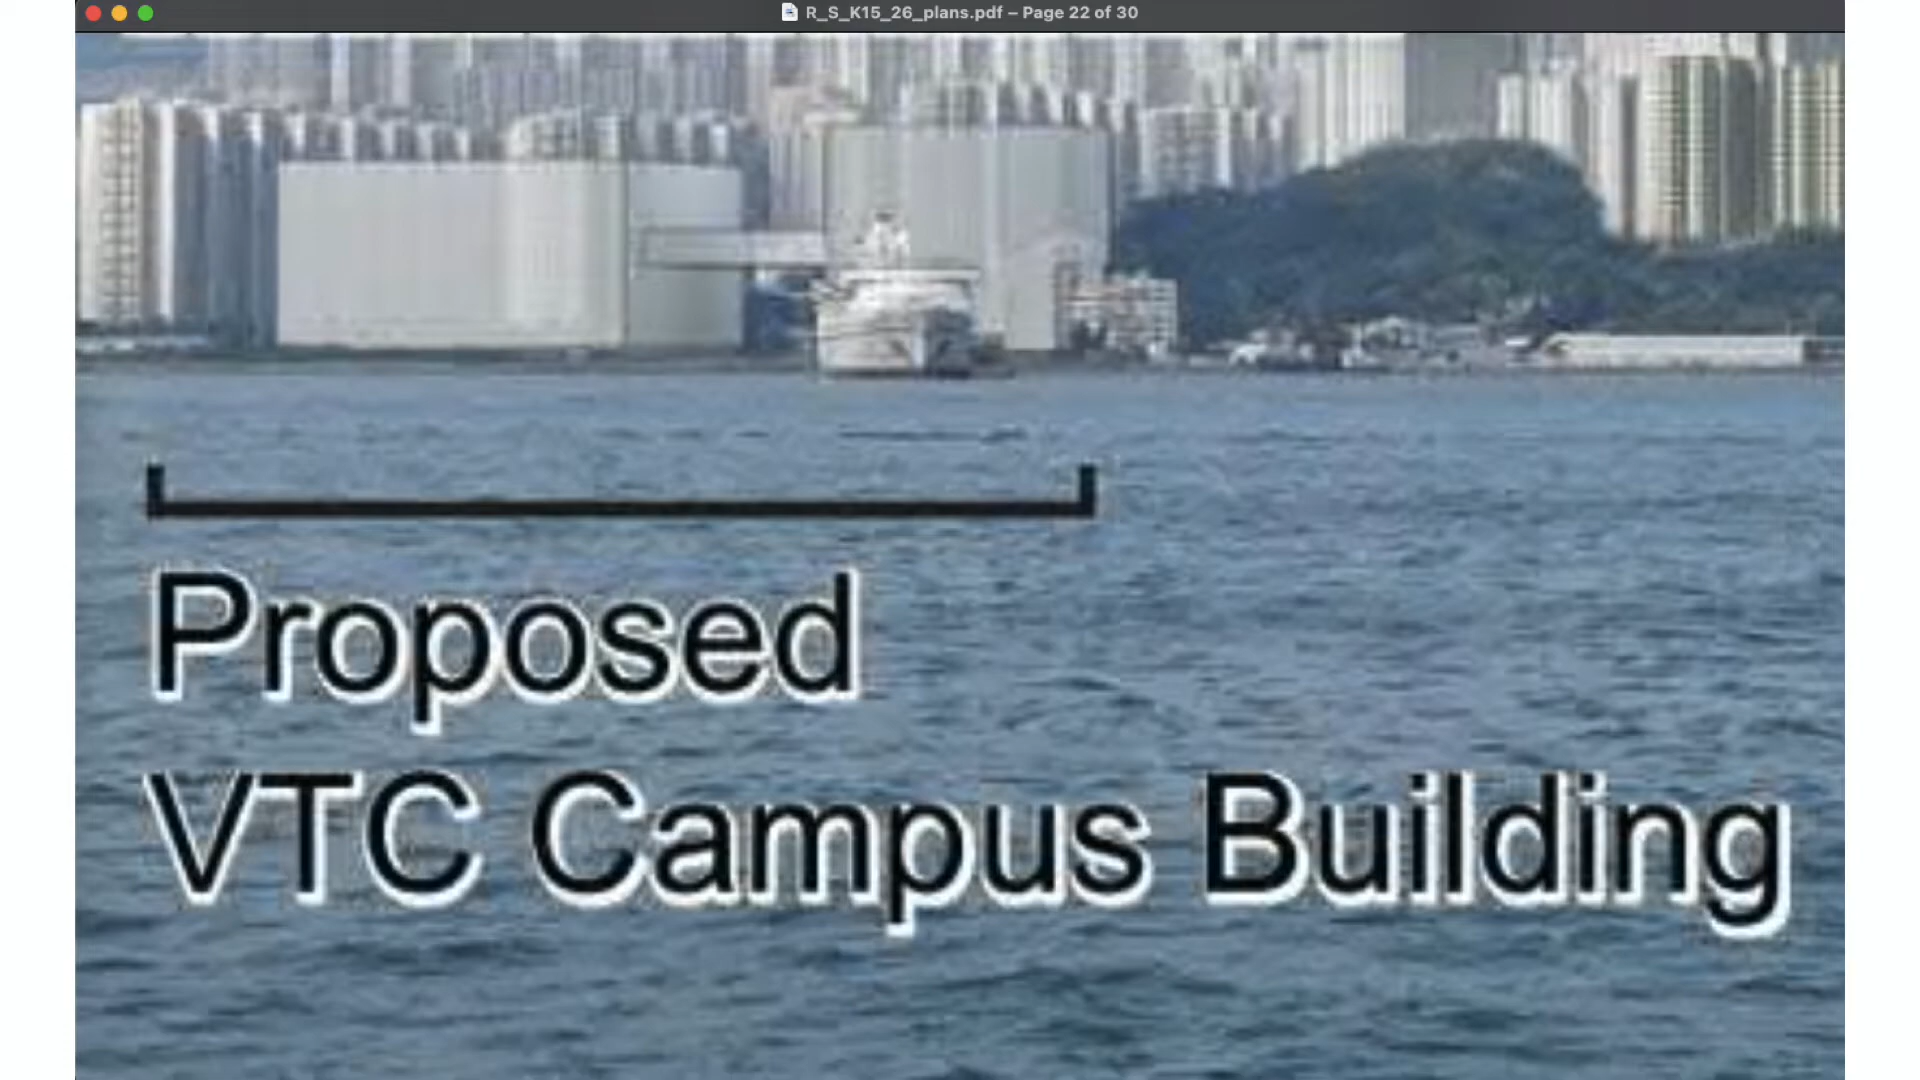 R_S_K15_26_plans.pdf – Page 22 of 30
Proposed
VTC Campus Building